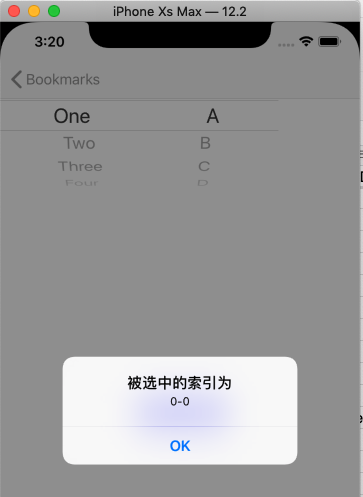 iPhone Xs Max — 12.2
3:20
Bookmarks
One A
Two B
Three C
Four D
被选中的索引为
0-0
OK